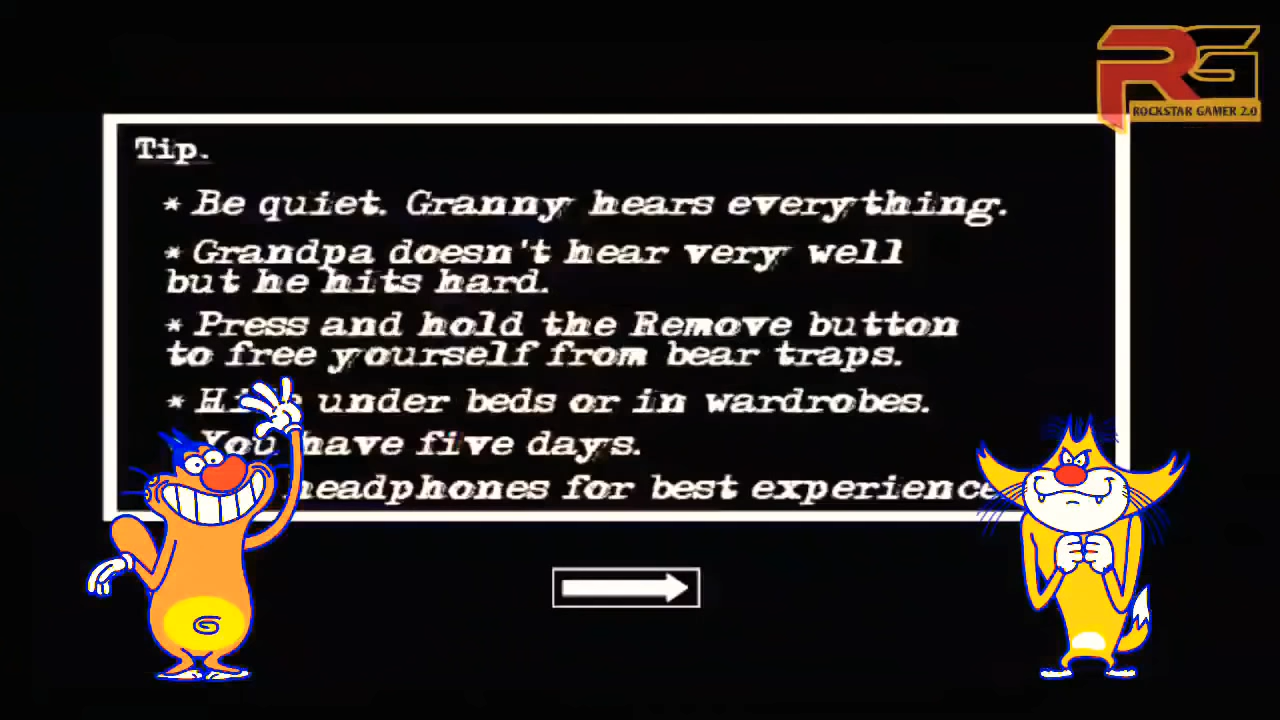 RG
ROCKSTAR GAMER 2.0
Tip.
* Be quiet. Granny hears everything.
* Grandpa doesn't hear very well
but he hits hard.
* Press and hold the Remove button
to free yourself from bear traps.
* Hide under beds or in wardrobes.
You have five days.
headphones for best experience